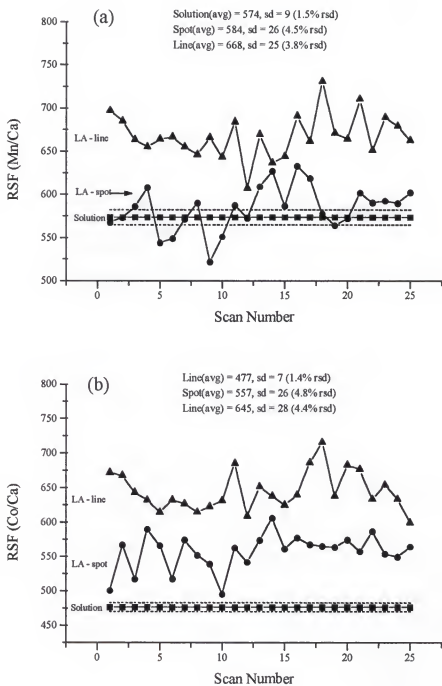 (a)
Solution(avg) = 574, sd = 9 (1.5% rsd)
Spot(avg) = 584, sd = 26 (4.5% rsd)
Line(avg) = 668, sd = 25 (3.8% rsd)
RSF (Mn/Ca)
800
750
700
650
600
550
500
LA - line
LA - spot
Solution
0 5 10 15 20 25
Scan Number
(b)
Line(avg) = 477, sd = 7 (1.4% rsd)
Spot(avg) = 557, sd = 26 (4.8% rsd)
Line(avg) = 645, sd = 28 (4.4% rsd)
RSF (Co/Ca)
800
750
700
650
600
550
500
450
LA - line
LA - spot
Solution
0 5 10 15 20 25
Scan Number